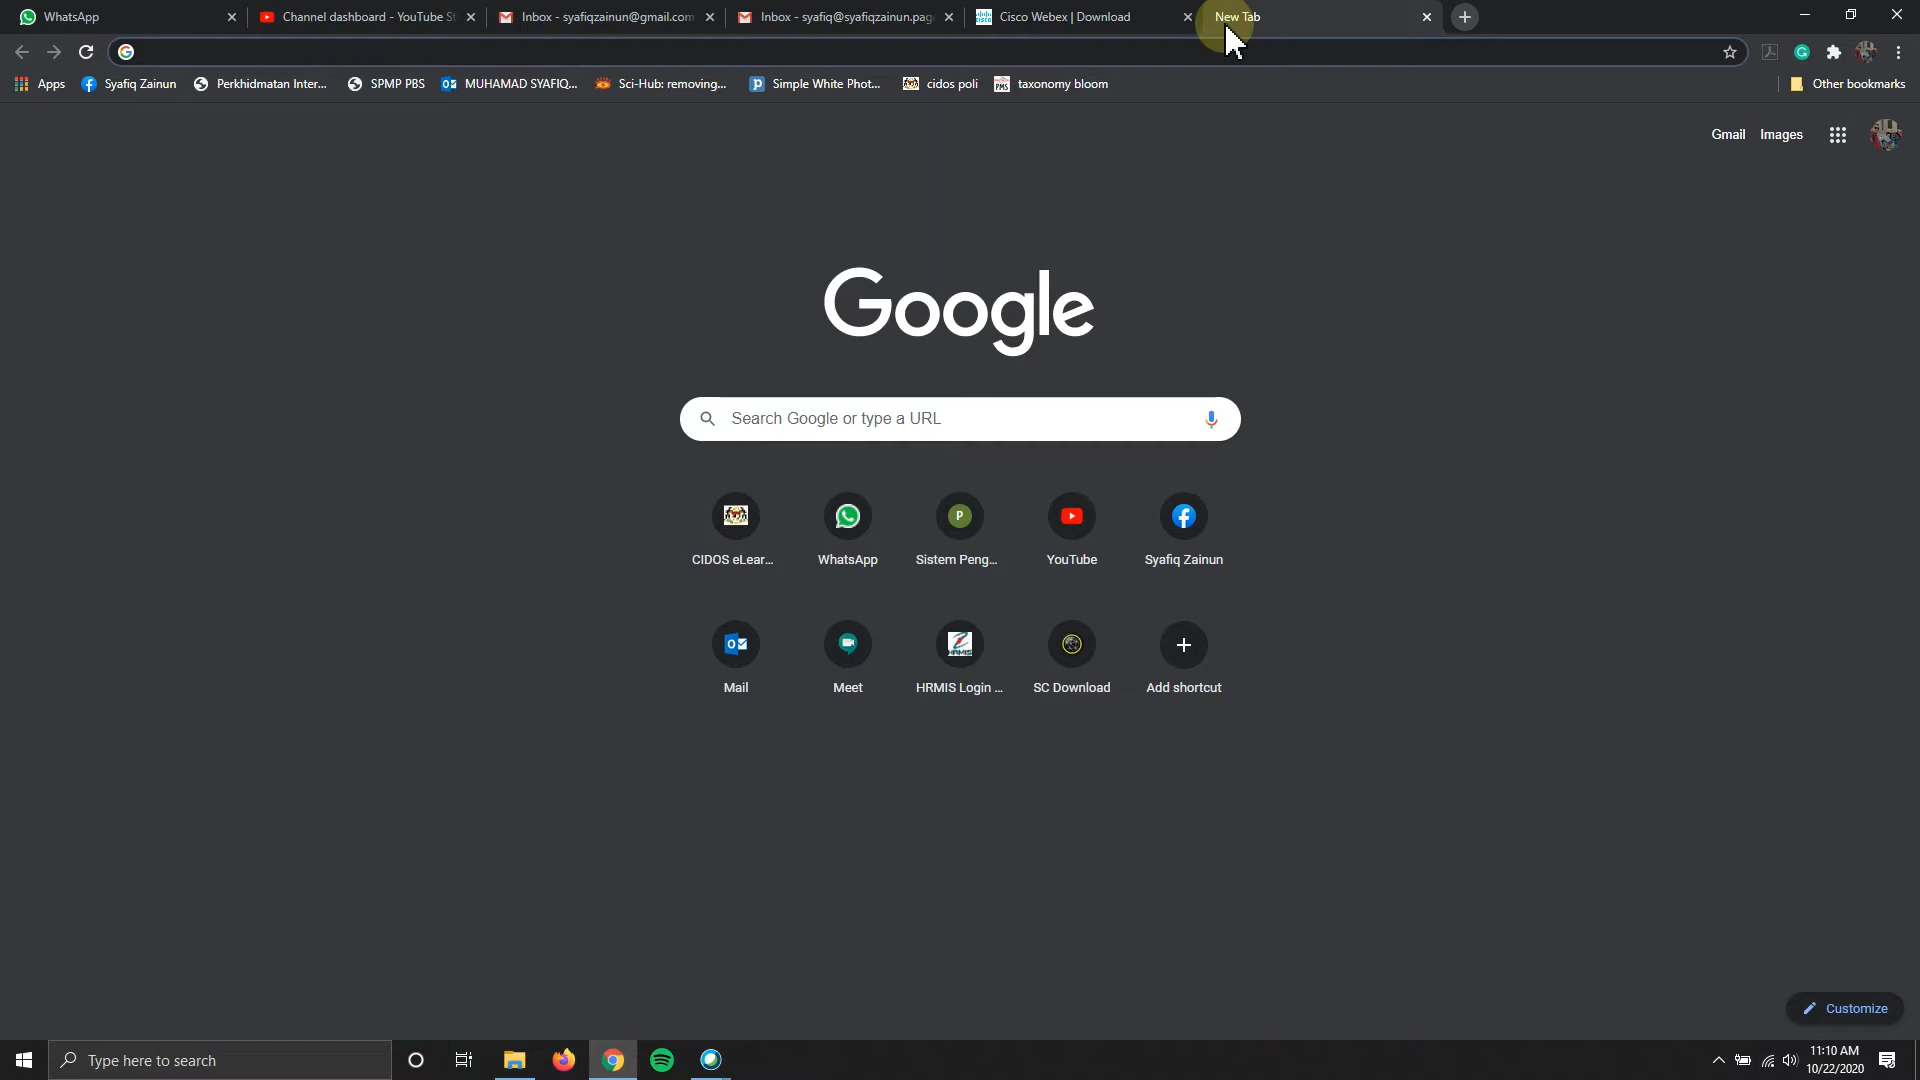 WhatsApp
Channel dashboard - YouTube St
Inbox - syafiqzainun@gmail.com
Inbox - syafiq@syafiqzainun.page
Cisco Webex | Download
New Tab
Apps
Syafiq Zainun
Perkhidmatan Inter...
SPMP PBS
MUHAMAD SYAFIQ...
Sci-Hub: removing...
Simple White Phot...
cidos poli
PMS
taxonomy bloom
Other bookmarks
Gmail
Images
Google
Search Google or type a URL
P
CIDOS eLear...
WhatsApp
Sistem Peng...
YouTube
Syafiq Zainun
HRMIS
Mail
Meet
HRMIS Login ...
SC Download
Add shortcut
Customize
Type here to search
11:10 AM
10/22/2020